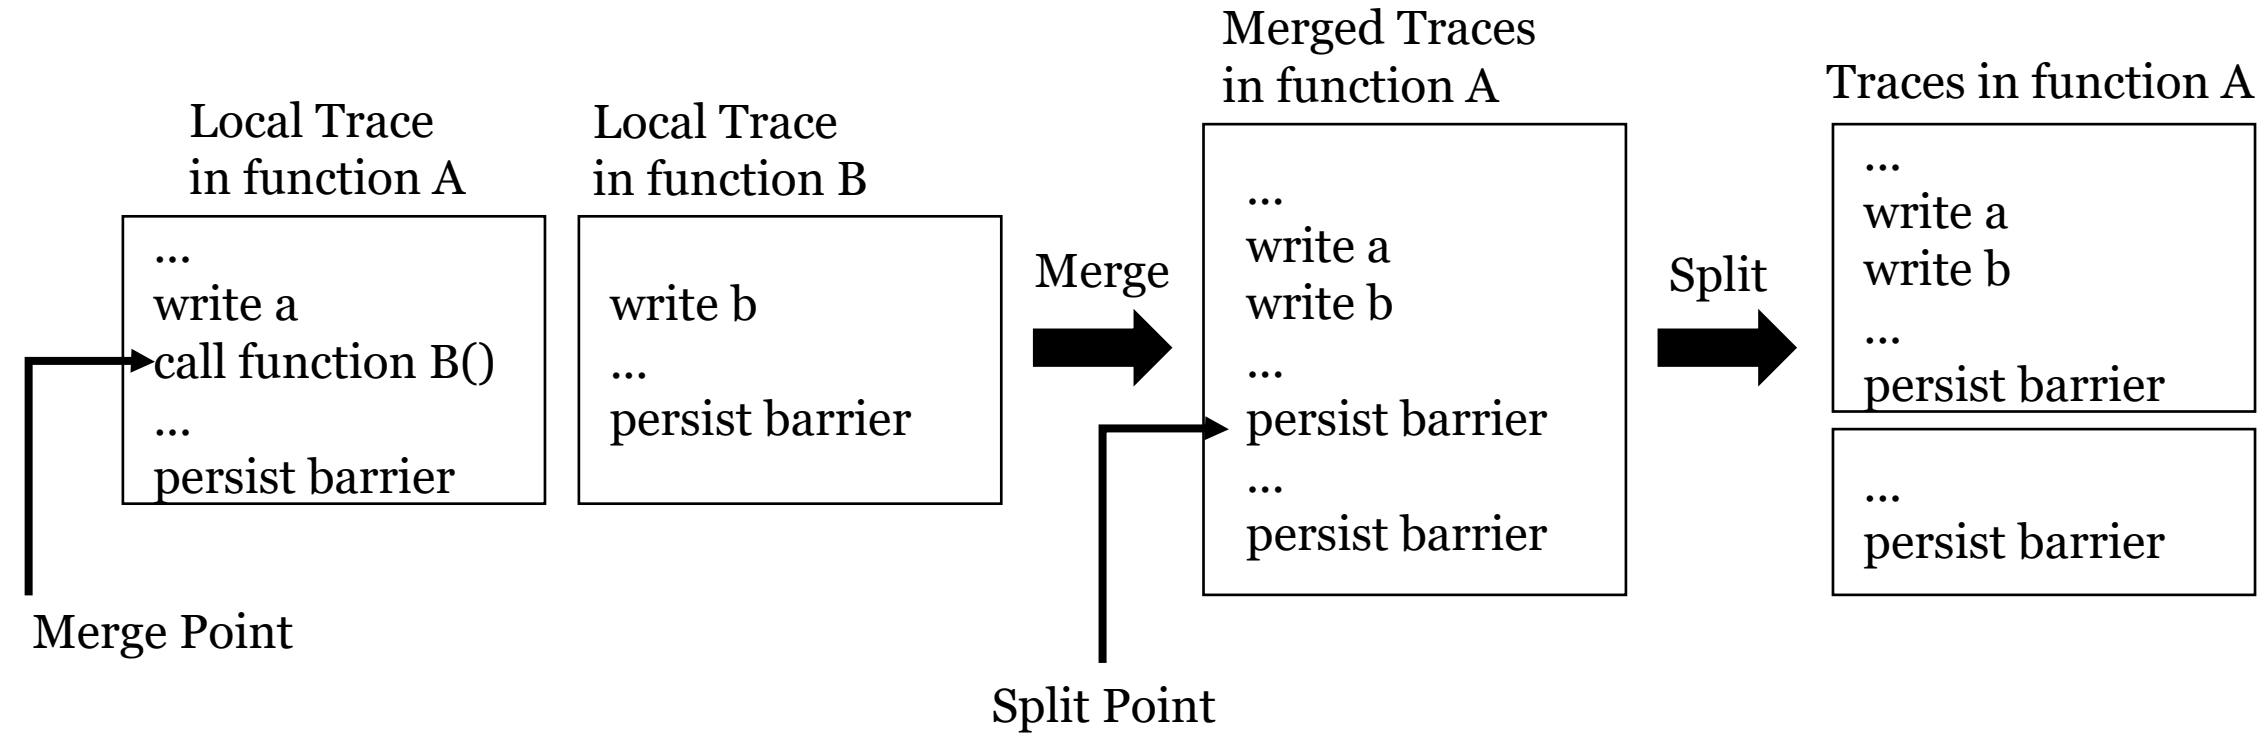 Local Trace
in function A
...
write a
call function B()
...
persist barrier
Merge Point
Local Trace
in function B
write b
...
persist barrier
Merge
Merged Traces
in function A
...
write a
write b
...
persist barrier
...
persist barrier
Split Point
Split
Traces in function A
...
write a
write b
...
persist barrier
...
persist barrier